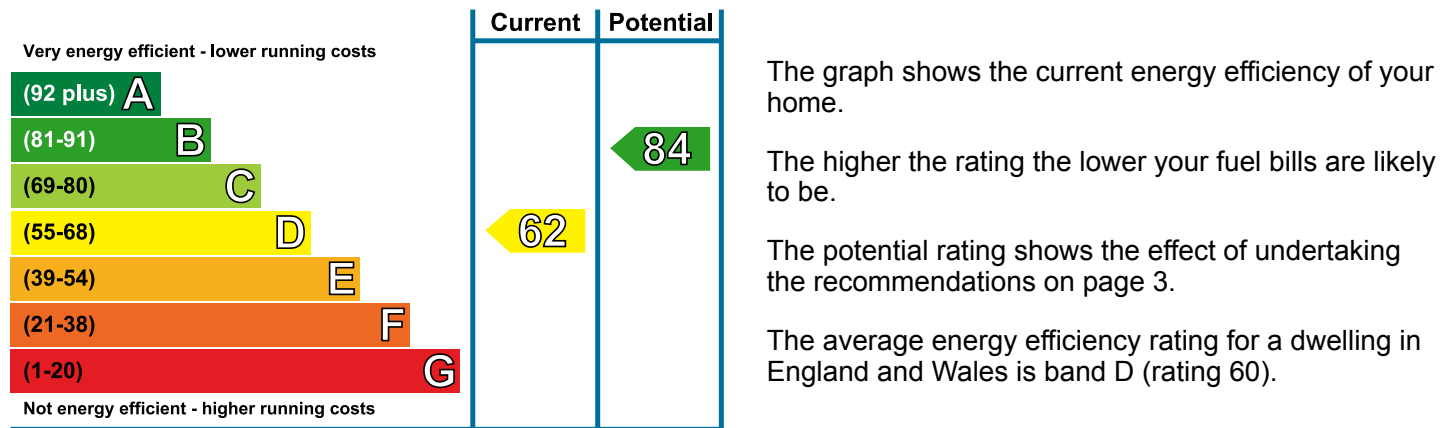 Current Potential
Very energy efficient - lower running costs
(92 plus) A
(81-91) B
84
(69-80) C
(55-68) D
62
(39-54) E
(21-38) F
(1-20) G
Not energy efficient - higher running costs
The graph shows the current energy efficiency of your
home.
The higher the rating the lower your fuel bills are likely
to be.
The potential rating shows the effect of undertaking
the recommendations on page 3.
The average energy efficiency rating for a dwelling in
England and Wales is band D (rating 60).